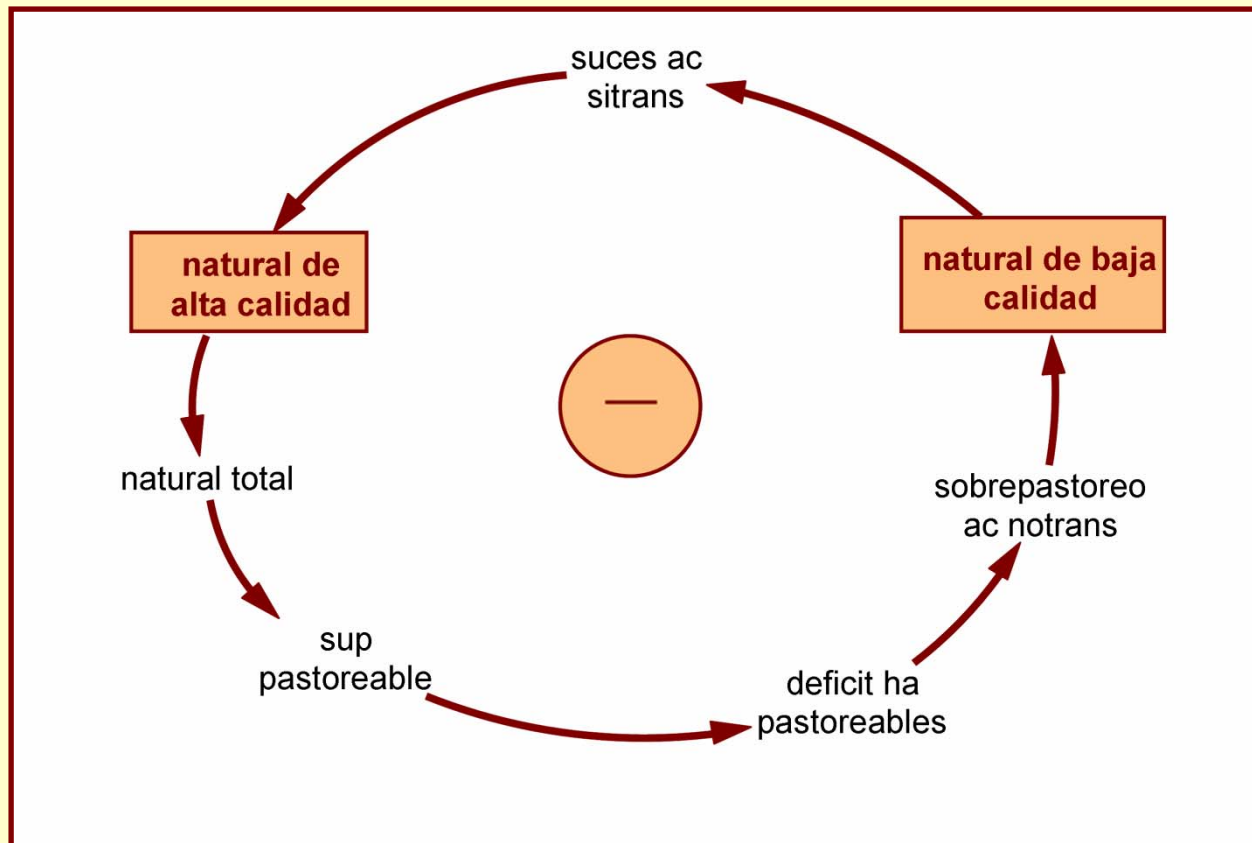 suces ac
sitrans
natural de
alta calidad
natural de baja
calidad
—
natural total
sobrepastoreo
ac notrans
sup
pastoreable
deficit ha
pastoreables